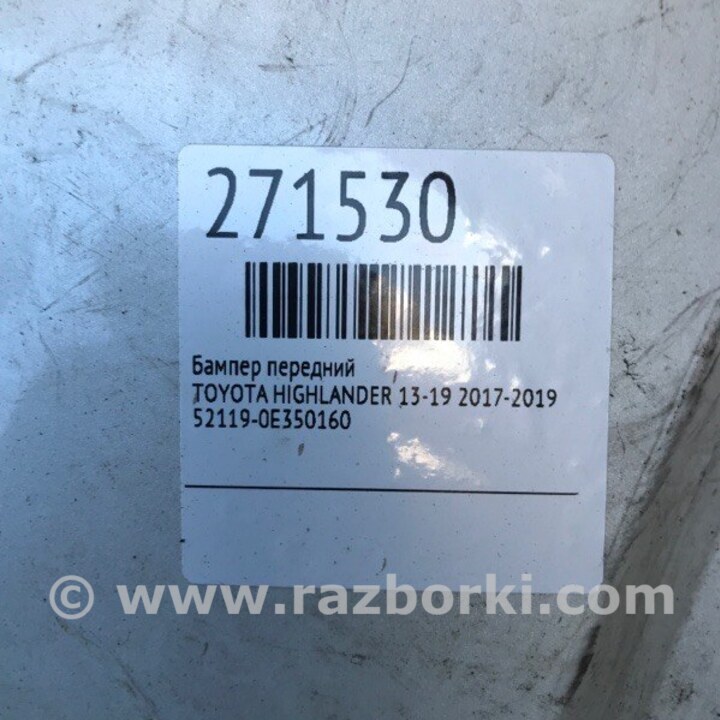 271530
Бампер передний
TOYOTA HIGHLANDER 13-19 2017-2019
52119-0E350160
© www.razborki.com